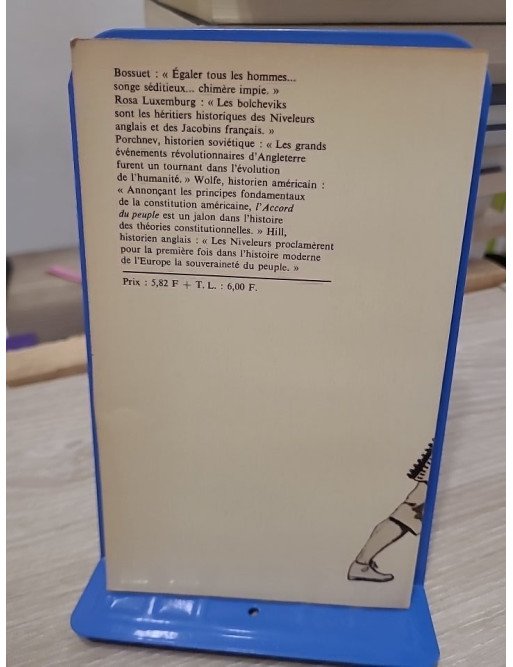 Bossuet : « Égaler tous les hommes...
songe séditieux... chimère impie. »
Rosa Luxemburg : « Les bolcheviks
sont les héritiers historiques des Niveleurs
anglais et des Jacobins français. »
Porchnev, historien soviétique : « Les grands
événements révolutionnaires d'Angleterre
furent un tournant dans l'évolution
de l'humanité. » Wolfe, historien américain :
« Annonçant les principes fondamentaux
de la constitution américaine, l'Accord
du peuple est un jalon dans l'histoire
des théories constitutionnelles. » Hill,
historien anglais : « Les Niveleurs proclamèrent
pour la première fois dans l'histoire moderne
de l'Europe la souveraineté du peuple. »
Prix : 5,82 F + T. L. : 6,00 F.